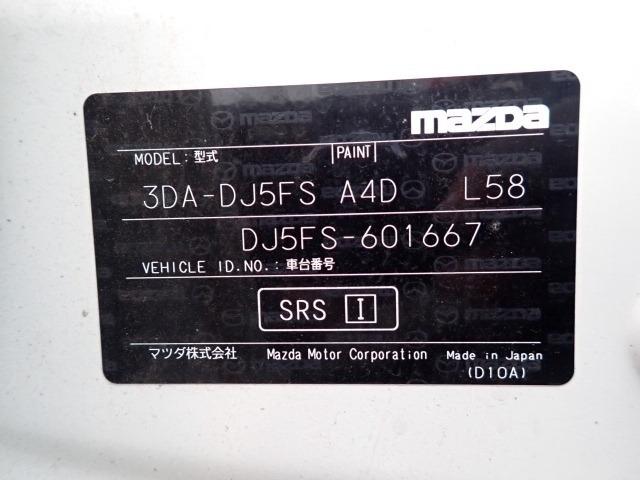 mazda
MODEL: 型式 PAINT
3DA-DJ5FS A4D L58
DJ5FS-601667
VEHICLE ID.NO.: 車台番号
SRS I
マツダ株式会社 Mazda Motor Corporation Made in Japan
(D10A)